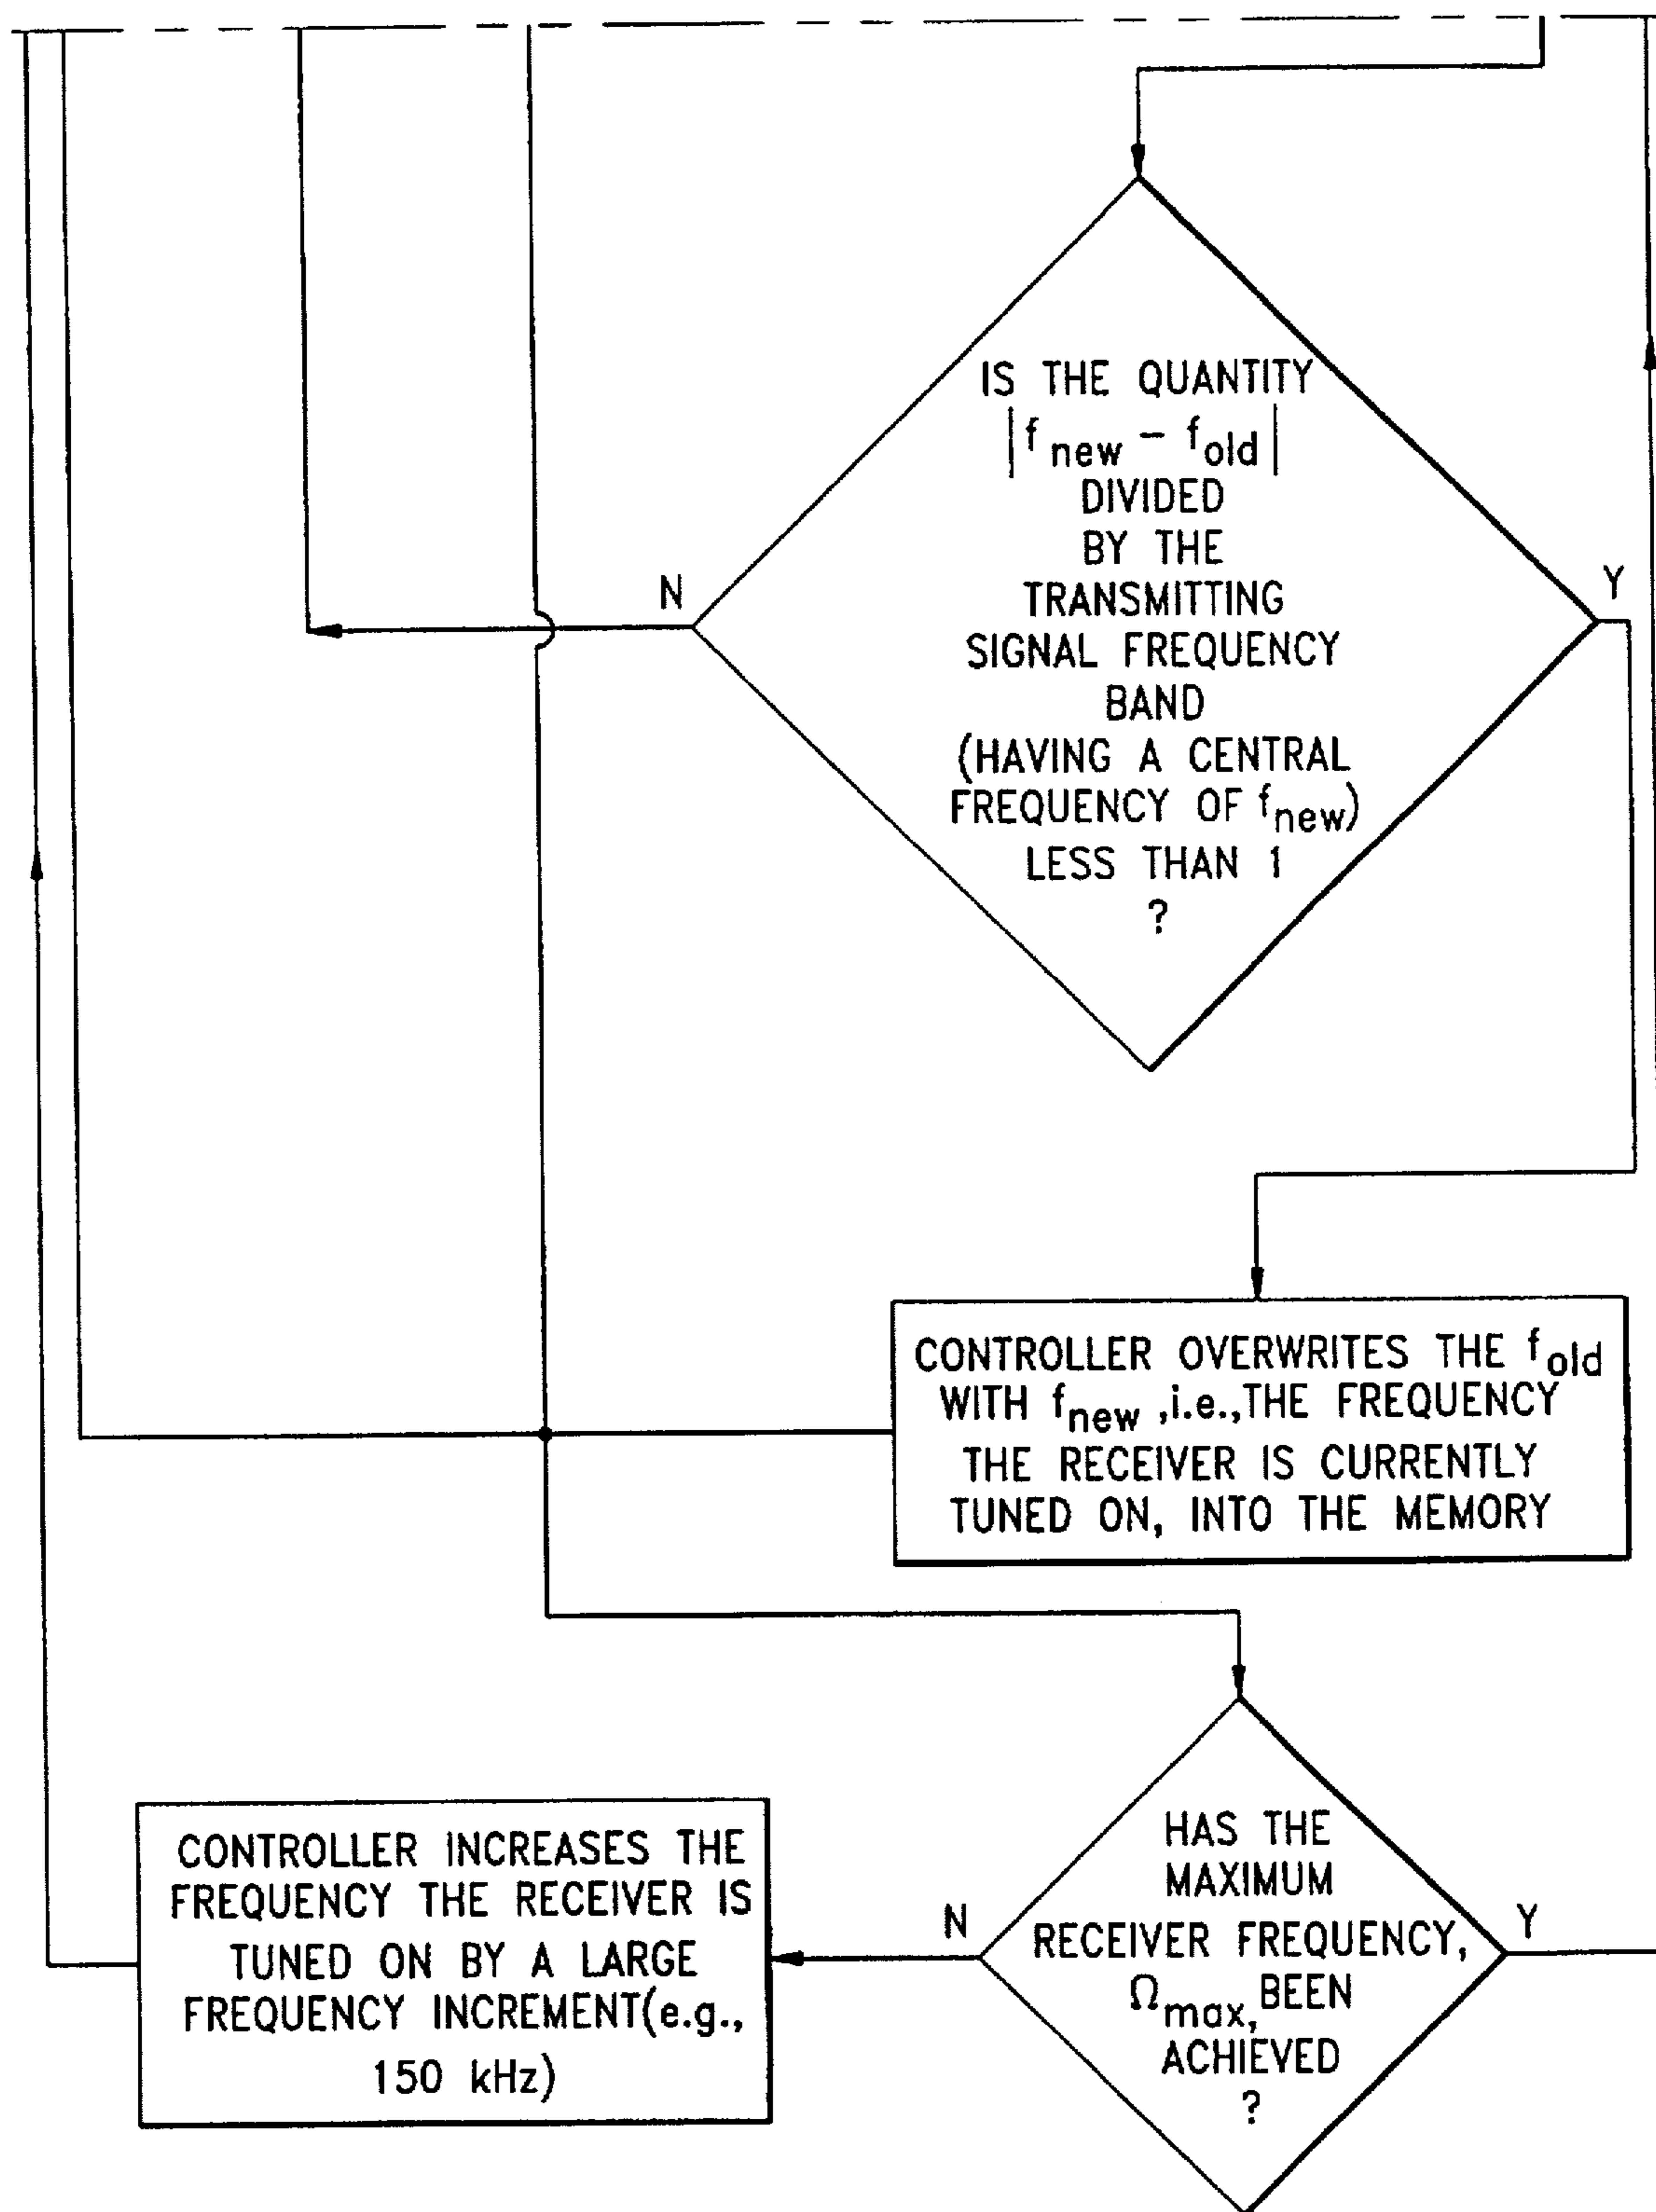 IS THE QUANTITY
|f new - f old|
DIVIDED
BY THE
TRANSMITTING
SIGNAL FREQUENCY
BAND
(HAVING A CENTRAL
FREQUENCY OF f new)
LESS THAN 1
?
N
Y
CONTROLLER OVERWRITES THE f old
WITH f new ,i.e.,THE FREQUENCY
THE RECEIVER IS CURRENTLY
TUNED ON, INTO THE MEMORY
CONTROLLER INCREASES THE
FREQUENCY THE RECEIVER IS
TUNED ON BY A LARGE
FREQUENCY INCREMENT(e.g.,
150 kHz)
N
HAS THE
MAXIMUM
RECEIVER FREQUENCY,
Ωmax, BEEN
ACHIEVED
?
Y